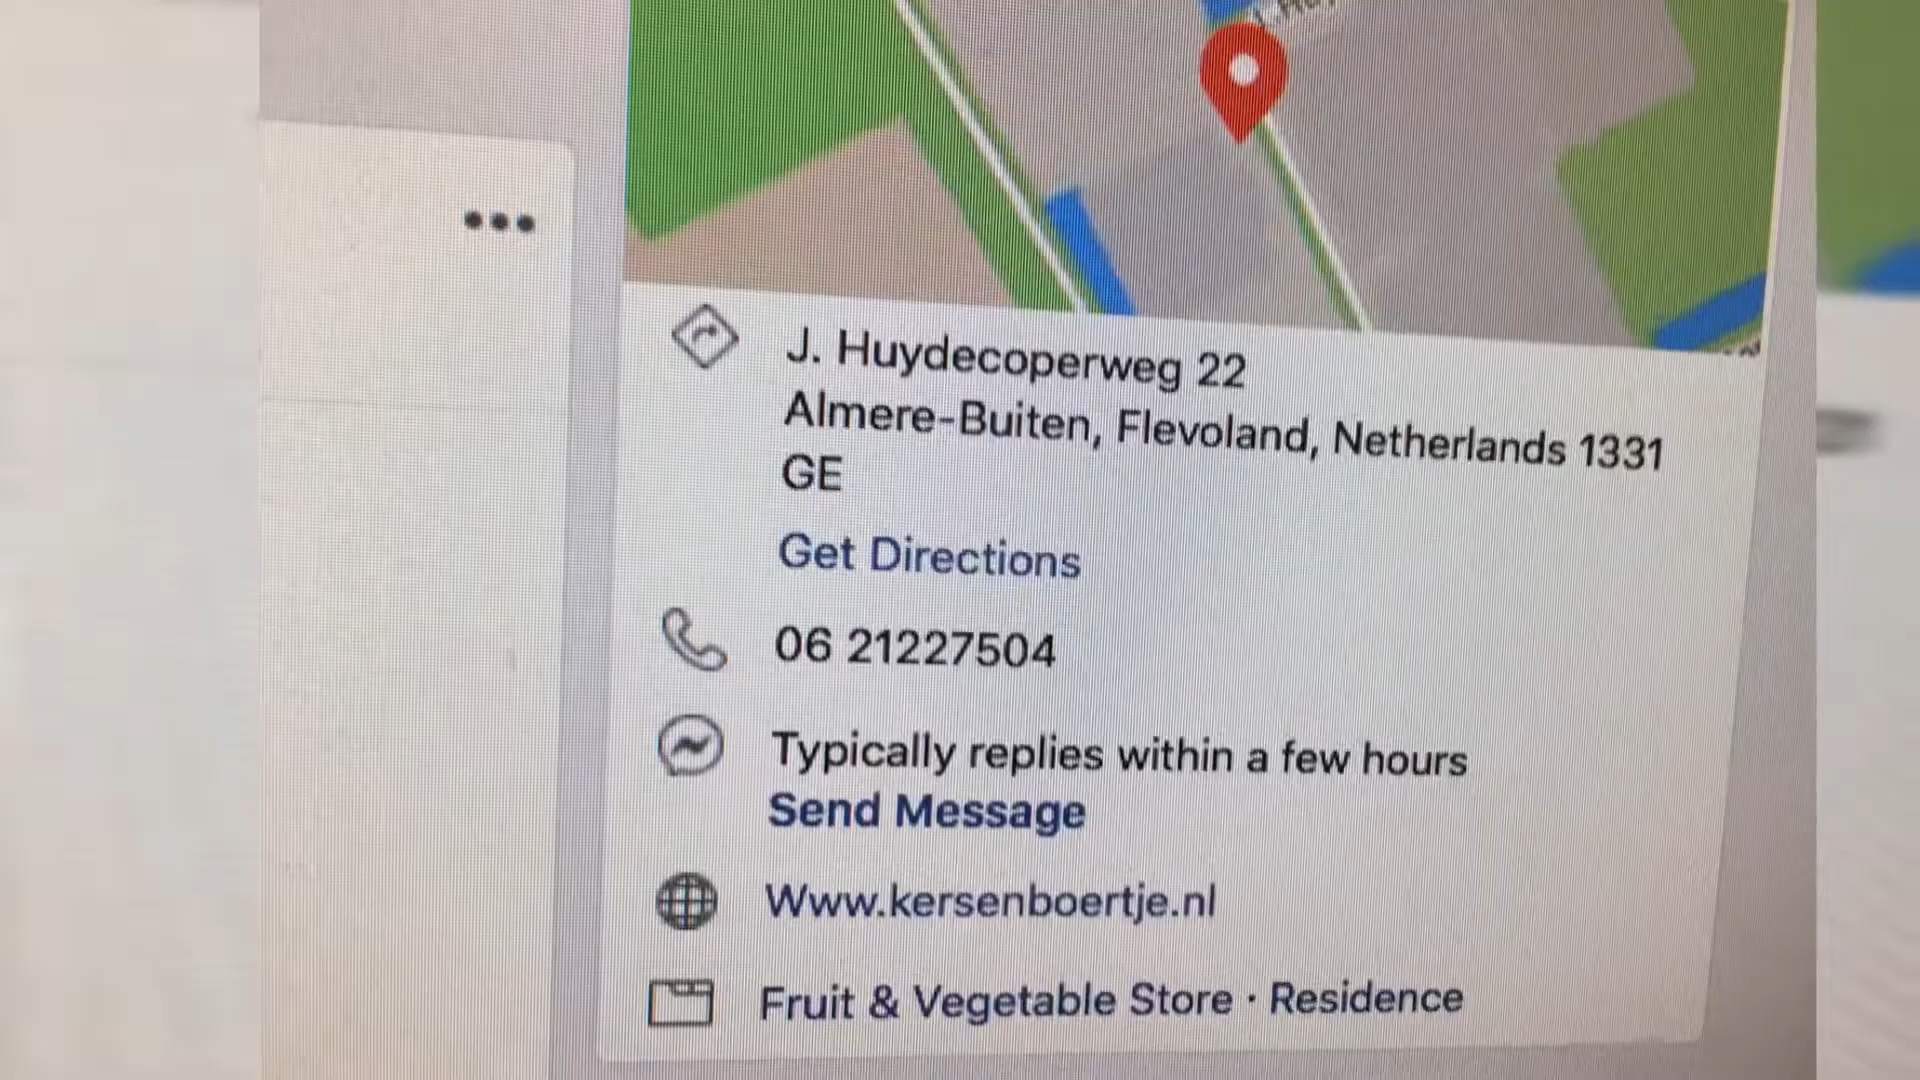 J. Huydecoperweg 22
Almere-Buiten, Flevoland, Netherlands 1331
GE
Get Directions
06 21227504
Typically replies within a few hours
Send Message
Www.kersenboertje.nl
Fruit & Vegetable Store · Residence